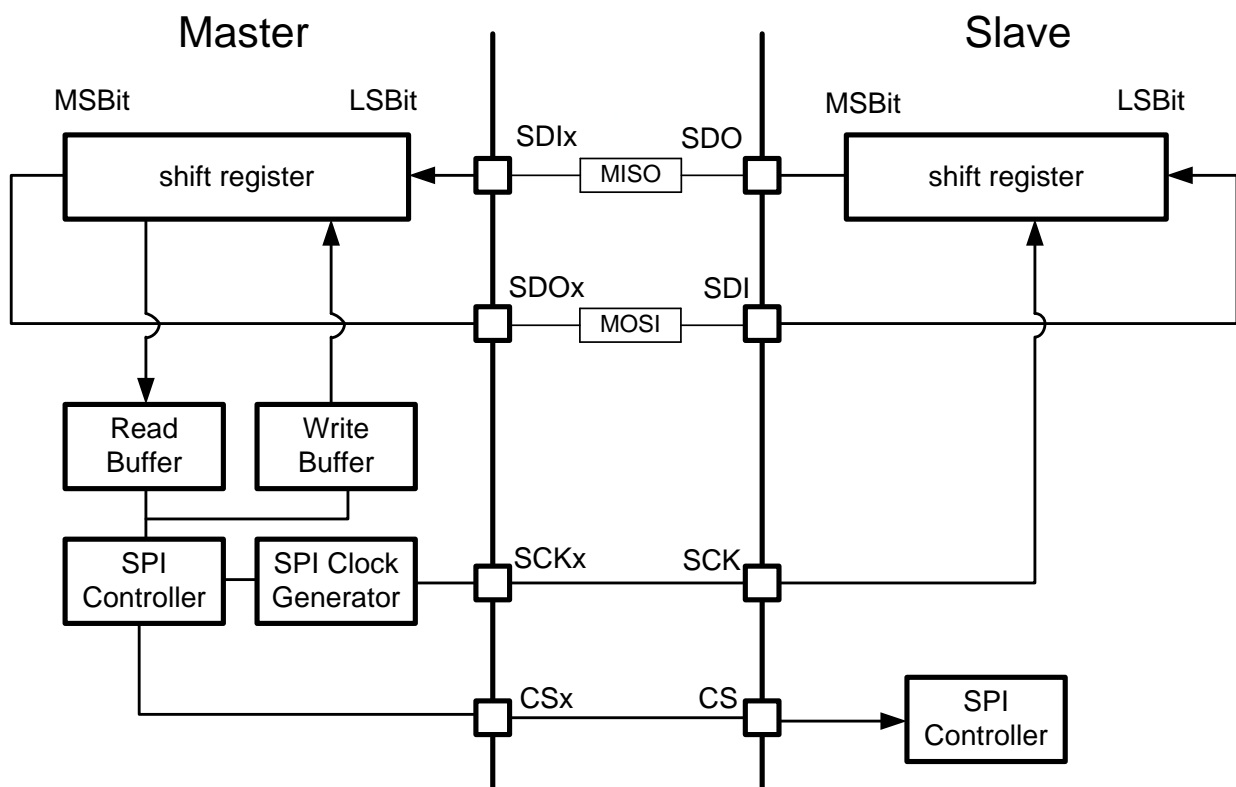 Master
Slave
MSBit
LSBit
MSBit
LSBit
SDIx
SDO
shift register
MISO
shift register
SDOx
SDI
MOSI
Read
Buffer
Write
Buffer
SCKx
SCK
SPI
Controller
SPI Clock
Generator
CSx
CS
SPI
Controller